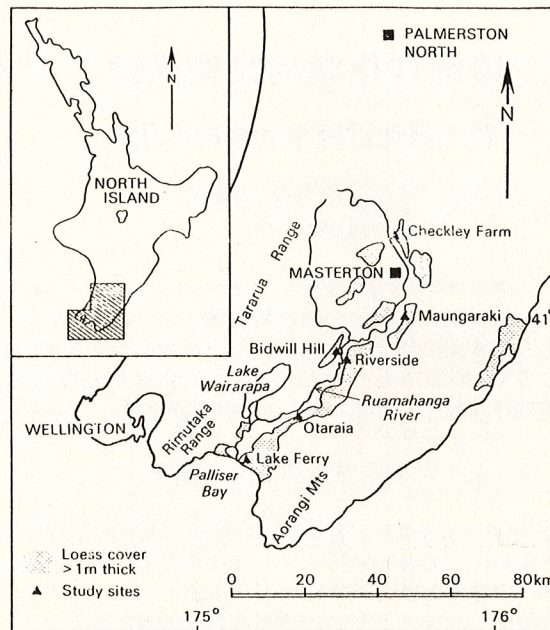 N
NORTH
ISLAND
PALMERSTON
NORTH
N
Checkley Farm
MASTERTON
Tararua Range
Maungaraki
41°
Bidwill Hill
Riverside
Lake
Wairarapa
Ruamahanga
River
WELLINGTON
Rimutaka
Range
Otaraia
Lake Ferry
Palliser
Bay
Aorangi Mts
Loess cover
>1m thick
Study sites
0 20 40 60 80km
175° 176°